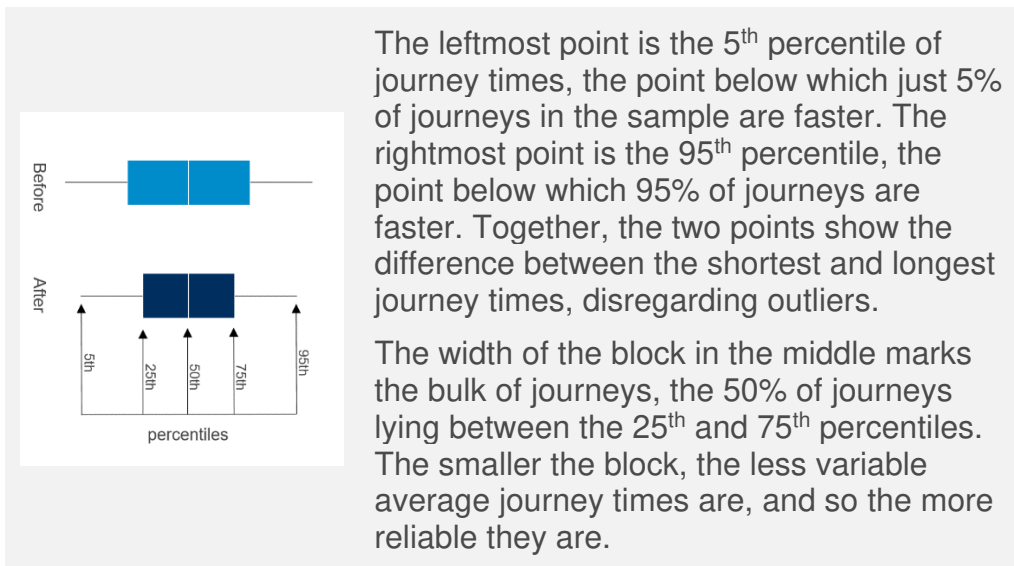 Before
After
5th
25th
50th
75th
95th
percentiles
The leftmost point is the 5th percentile of
journey times, the point below which just 5%
of journeys in the sample are faster. The
rightmost point is the 95th percentile, the
point below which 95% of journeys are
faster. Together, the two points show the
difference between the shortest and longest
journey times, disregarding outliers.
The width of the block in the middle marks
the bulk of journeys, the 50% of journeys
lying between the 25th and 75th percentiles.
The smaller the block, the less variable
average journey times are, and so the more
reliable they are.